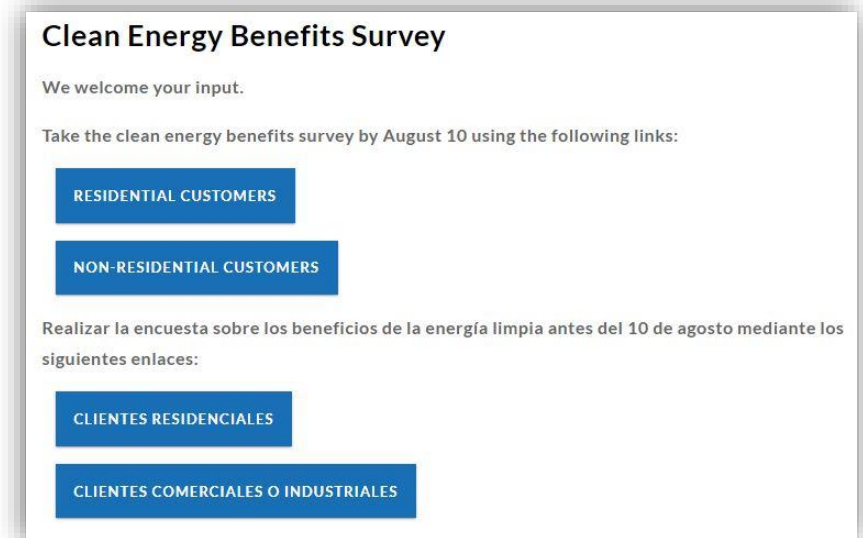 Clean Energy Benefits Survey
We welcome your input.
Take the clean energy benefits survey by August 10 using the following links:
RESIDENTIAL CUSTOMERS
NON-RESIDENTIAL CUSTOMERS
Realizar la encuesta sobre los beneficios de la energía limpia antes del 10 de agosto mediante los
siguientes enlaces:
CLIENTES RESIDENCIALES
CLIENTES COMERCIALES O INDUSTRIALES